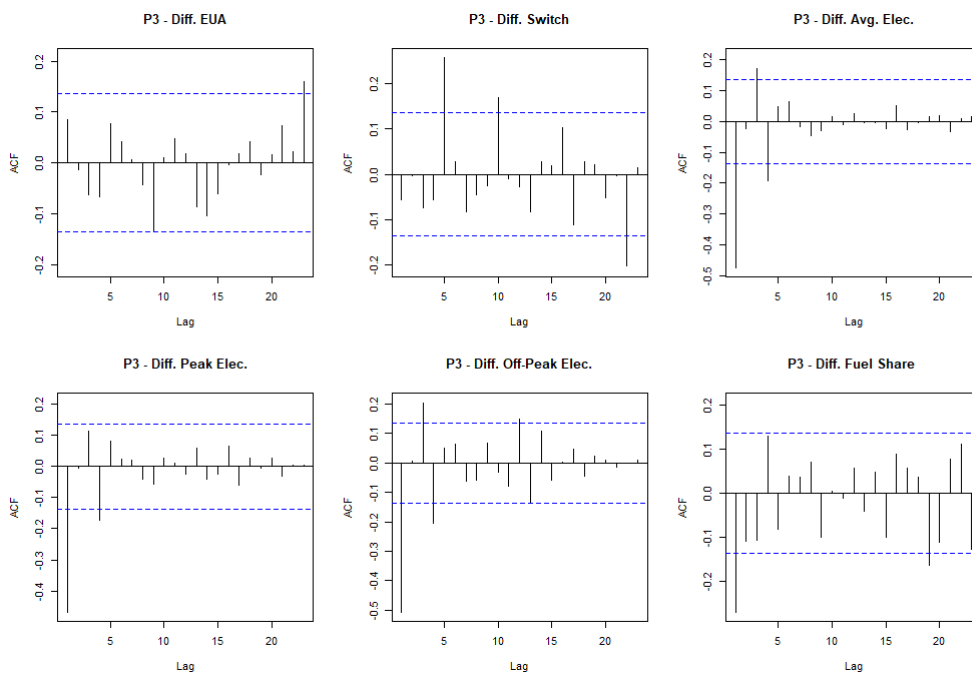 P3 - Diff. EUA
ACF
0.2
0.1
0.0
-0.1
-0.2
5 10 15 20
Lag
P3 - Diff. Switch
ACF
0.2
0.1
0.0
-0.1
-0.2
5 10 15 20
Lag
P3 - Diff. Avg. Elec.
ACF
0.2
0.1
0.0
-0.1
-0.2
-0.3
-0.4
-0.5
5 10 15 20
Lag
P3 - Diff. Peak Elec.
ACF
0.2
0.1
0.0
-0.1
-0.2
-0.3
-0.4
5 10 15 20
Lag
P3 - Diff. Off-Peak Elec.
ACF
0.2
0.1
0.0
-0.1
-0.2
-0.3
-0.4
-0.5
5 10 15 20
Lag
P3 - Diff. Fuel Share
ACF
0.2
0.1
0.0
-0.1
-0.2
5 10 15 20
Lag